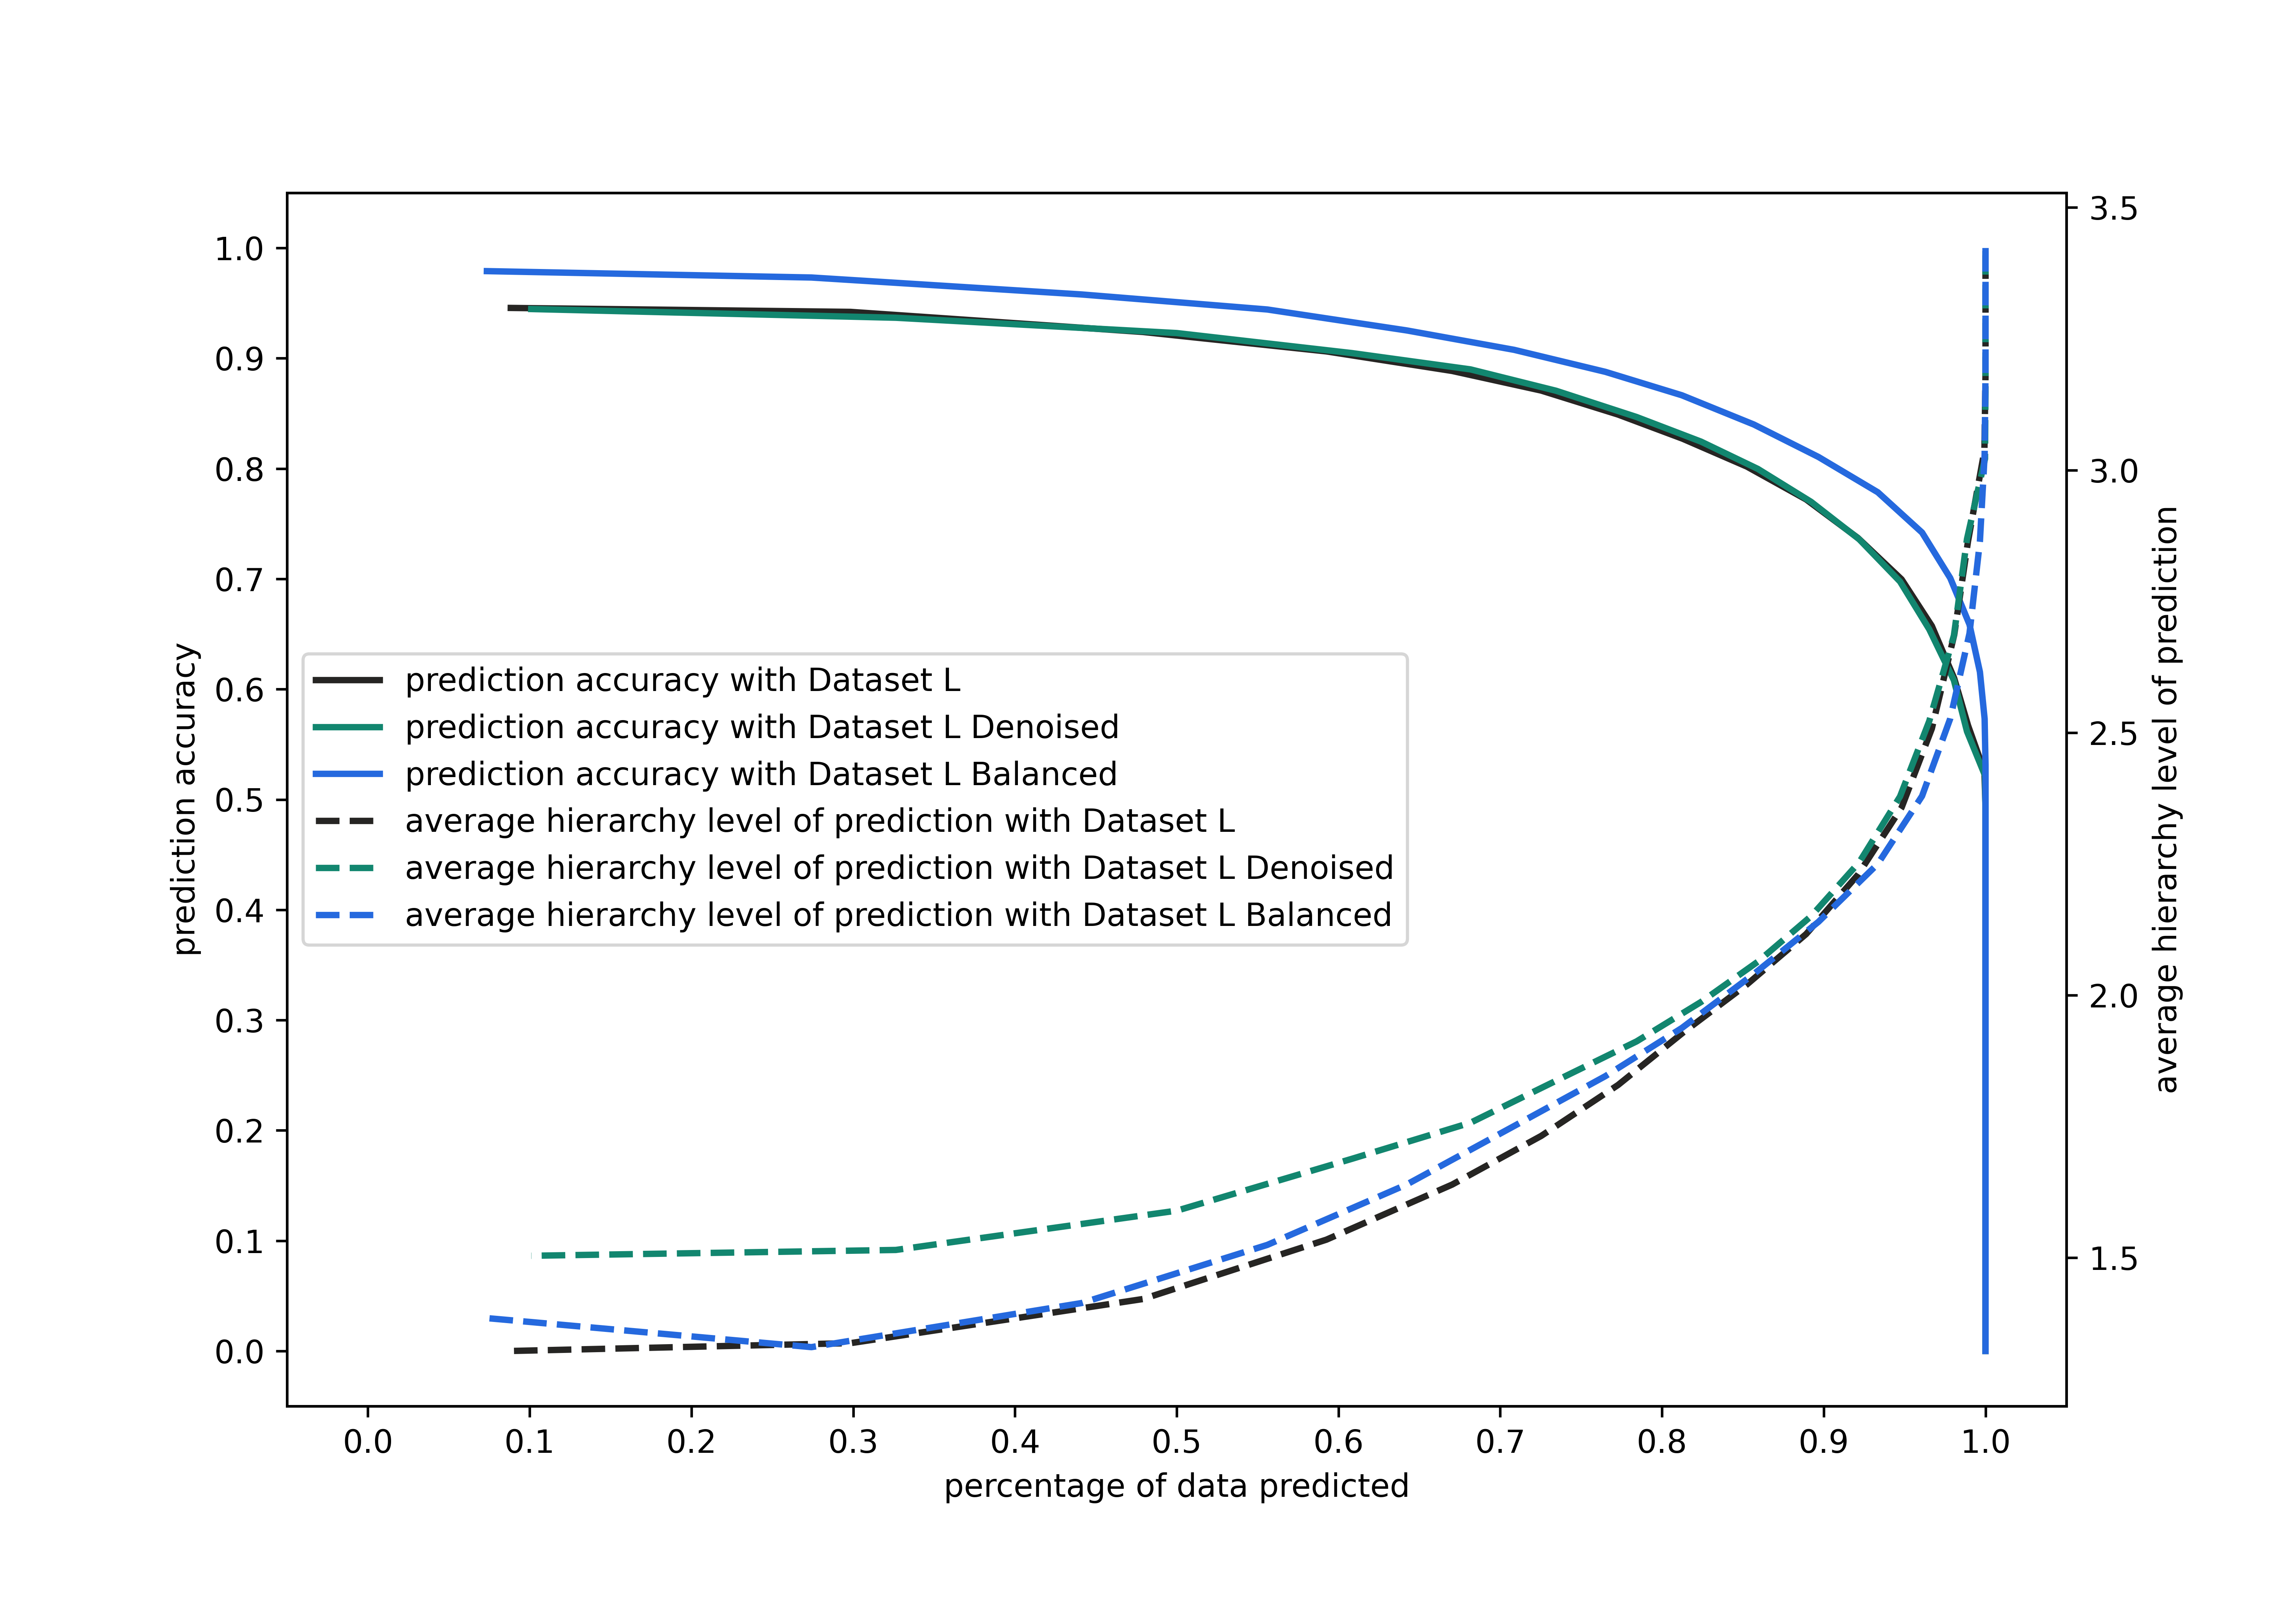 1.0
0.9
0.8
0.7
0.6
0.5
0.4
0.3
0.2
0.1
0.0
prediction accuracy
prediction accuracy with Dataset L
prediction accuracy with Dataset L Denoised
prediction accuracy with Dataset L Balanced
average hierarchy level of prediction with Dataset L
average hierarchy level of prediction with Dataset L Denoised
average hierarchy level of prediction with Dataset L Balanced
3.5
3.0
2.5
2.0
1.5
average hierarchy level of prediction
0.0 0.1 0.2 0.3 0.4 0.5 0.6 0.7 0.8 0.9 1.0
percentage of data predicted